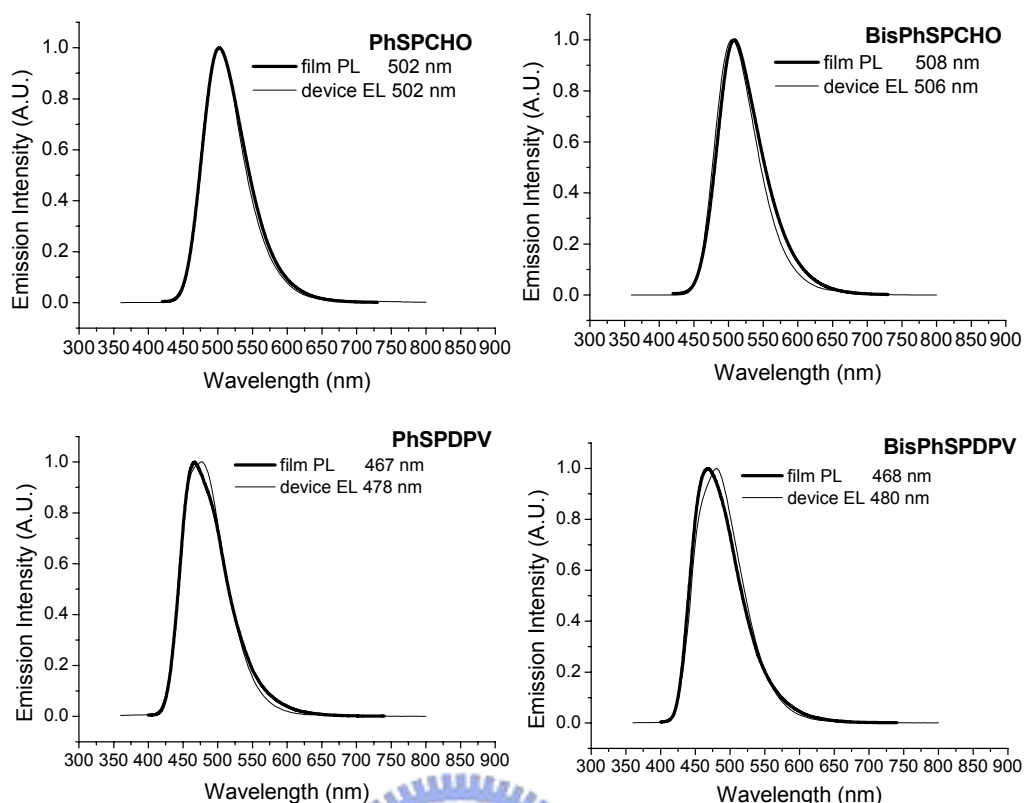 PhSPCHO
film PL 502 nm
device EL 502 nm
1.0
0.8
0.6
0.4
0.2
0.0
Emission Intensity (A.U.)
300 350 400 450 500 550 600 650 700 750 800 850 900
Wavelength (nm)
BisPhSPCHO
film PL 508 nm
device EL 506 nm
1.0
0.8
0.6
0.4
0.2
0.0
Emission Intensity (A.U.)
300 350 400 450 500 550 600 650 700 750 800 850 900
Wavelength (nm)
PhSPDPV
film PL 467 nm
device EL 478 nm
1.0
0.8
0.6
0.4
0.2
0.0
Emission Intensity (A.U.)
300 350 400 450 500 550 600 650 700 750 800 850 900
Wavelength (nm)
BisPhSPDPV
film PL 468 nm
device EL 480 nm
1.0
0.8
0.6
0.4
0.2
0.0
Emission Intensity (A.U.)
300 350 400 450 500 550 600 650 700 750 800 850 900
Wavelength (nm)